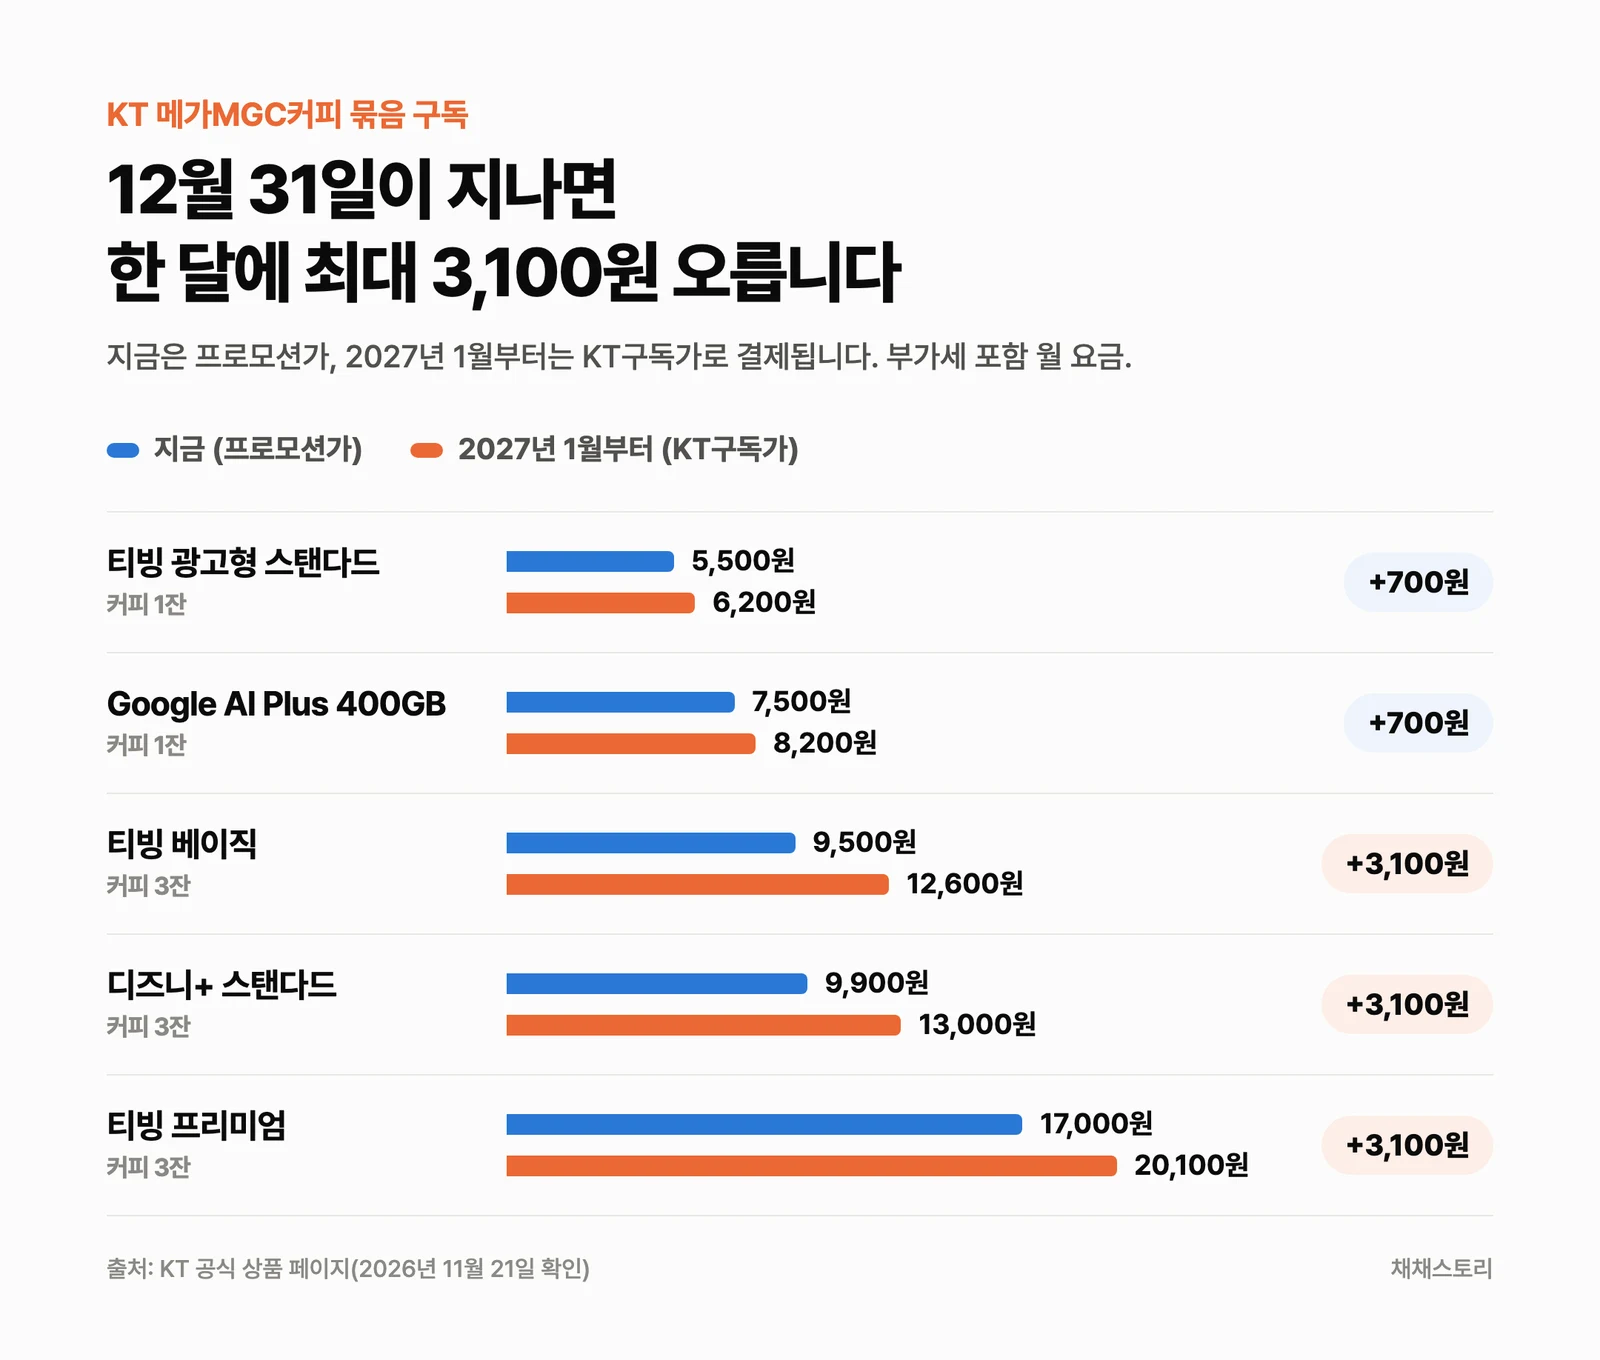 KT 메가MGC커피 묶음 구독
12월 31일이 지나면
한 달에 최대 3,100원 오릅니다
지금은 프로모션가, 2027년 1월부터는 KT구독가로 결제됩니다. 부가세 포함 월 요금.
지금 (프로모션가) 2027년 1월부터 (KT구독가)
티빙 광고형 스탠다드
커피 1잔
5,500원
6,200원
+700원
Google AI Plus 400GB
커피 1잔
7,500원
8,200원
+700원
티빙 베이직
커피 3잔
9,500원
12,600원
+3,100원
디즈니+ 스탠다드
커피 3잔
9,900원
13,000원
+3,100원
티빙 프리미엄
커피 3잔
17,000원
20,100원
+3,100원
출처: KT 공식 상품 페이지(2026년 11월 21일 확인)
채채스토리